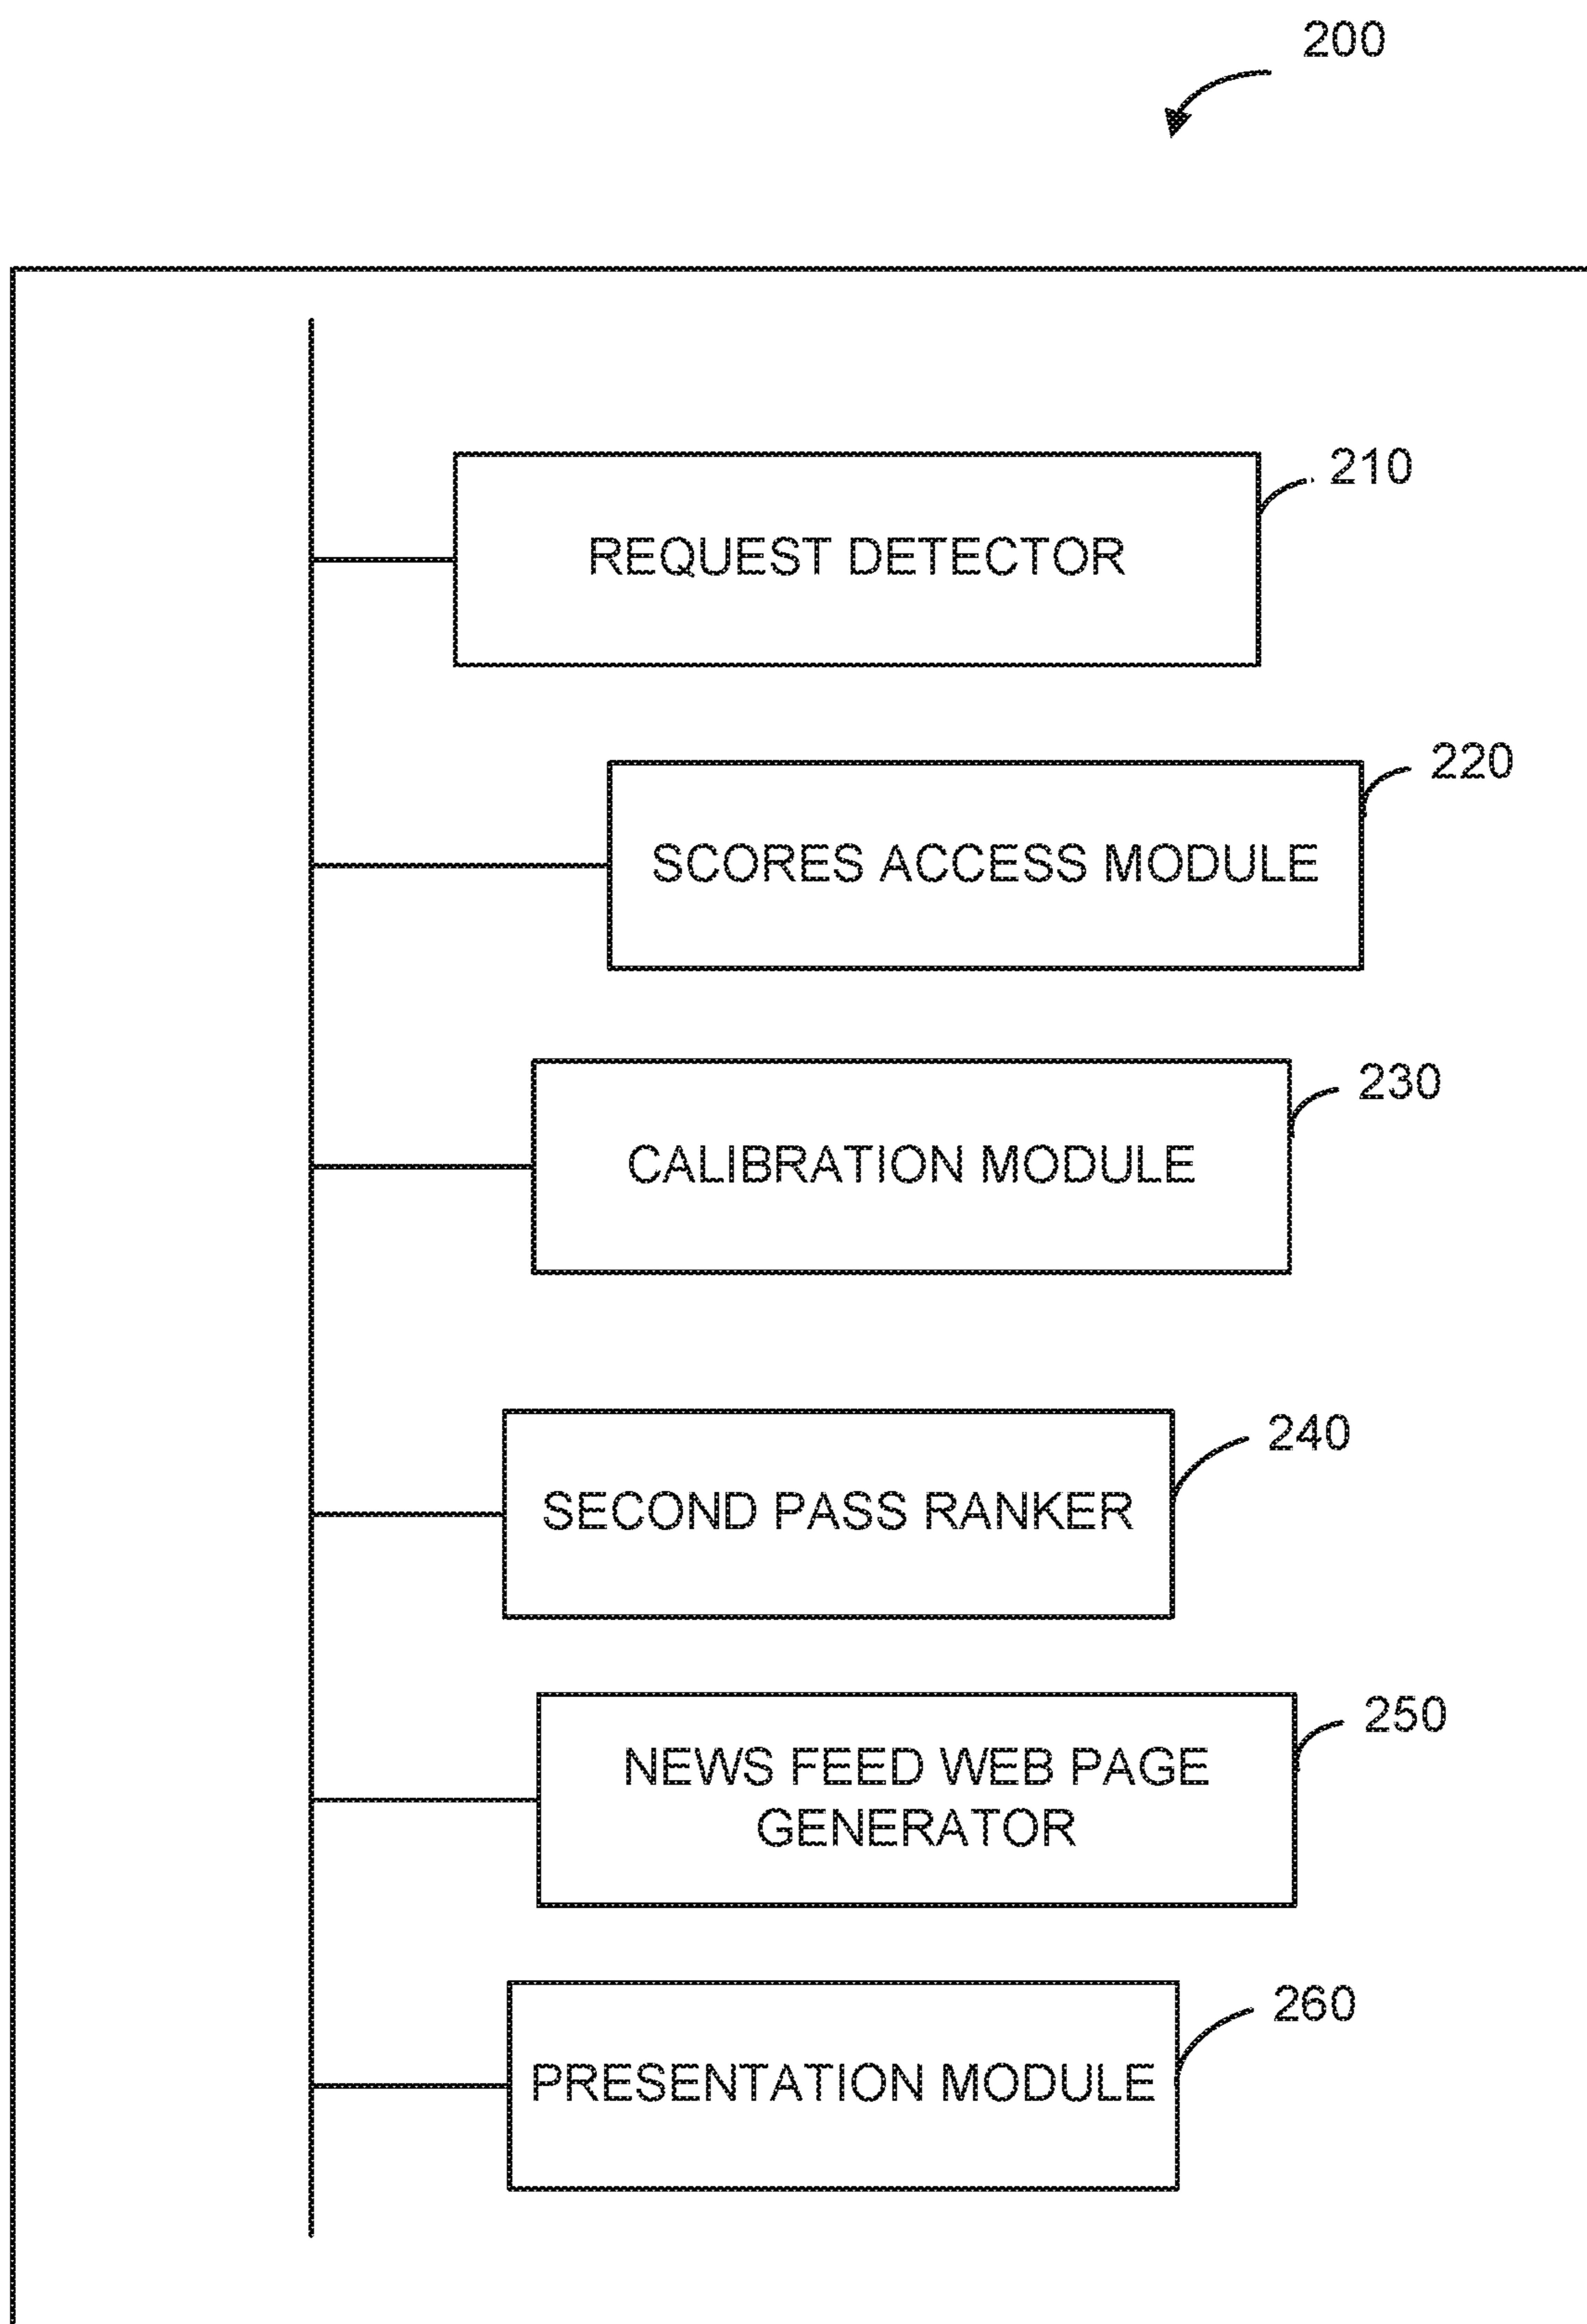 200
210
REQUEST DETECTOR
220
SCORES ACCESS MODULE
230
CALIBRATION MODULE
240
SECOND PASS RANKER
250
NEWS FEED WEB PAGE
GENERATOR
260
PRESENTATION MODULE